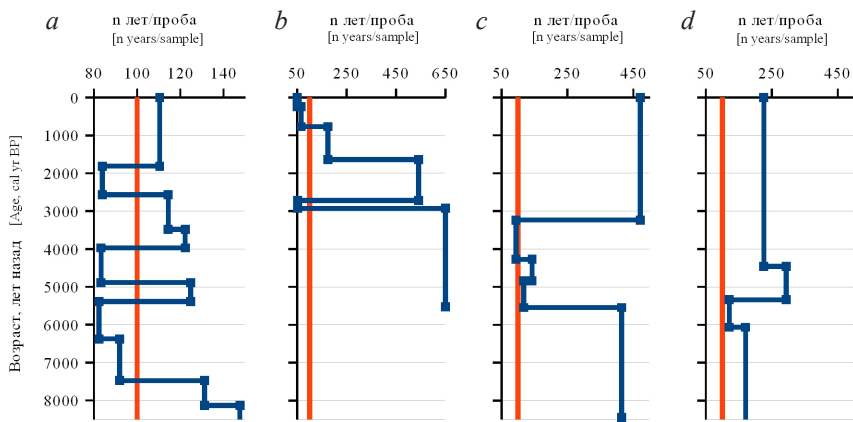 a n лет/проба b n лет/проба c n лет/проба d n лет/проба
[n years/sample] [n years/sample] [n years/sample] [n years/sample]
80 100 120 140 50 250 450 650 50 250 450 50 250 450
0
1000
2000
3000
4000
5000
6000
7000
8000
Возраст, лет назад [Age, cal yr BP]